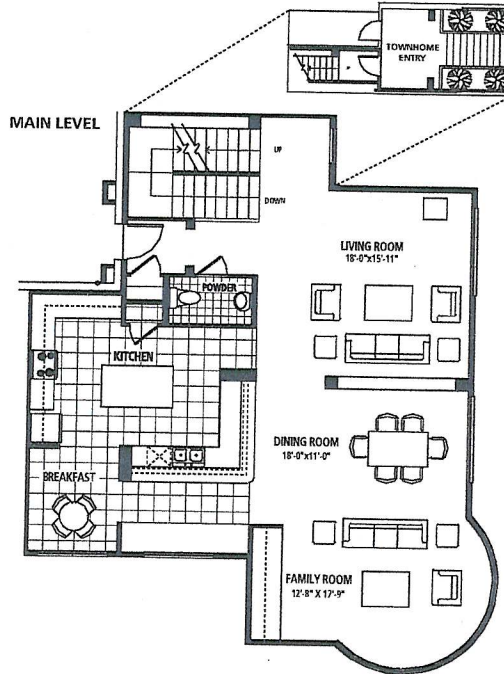 TOWNHOME
ENTRY
MAIN LEVEL
UP
DOWN
LIVING ROOM
18'-0"x15'-11"
POWDER
KITCHEN
DINING ROOM
18'-0"x11'-0"
BREAKFAST
FAMILY ROOM
12'-8" X 17'-9"